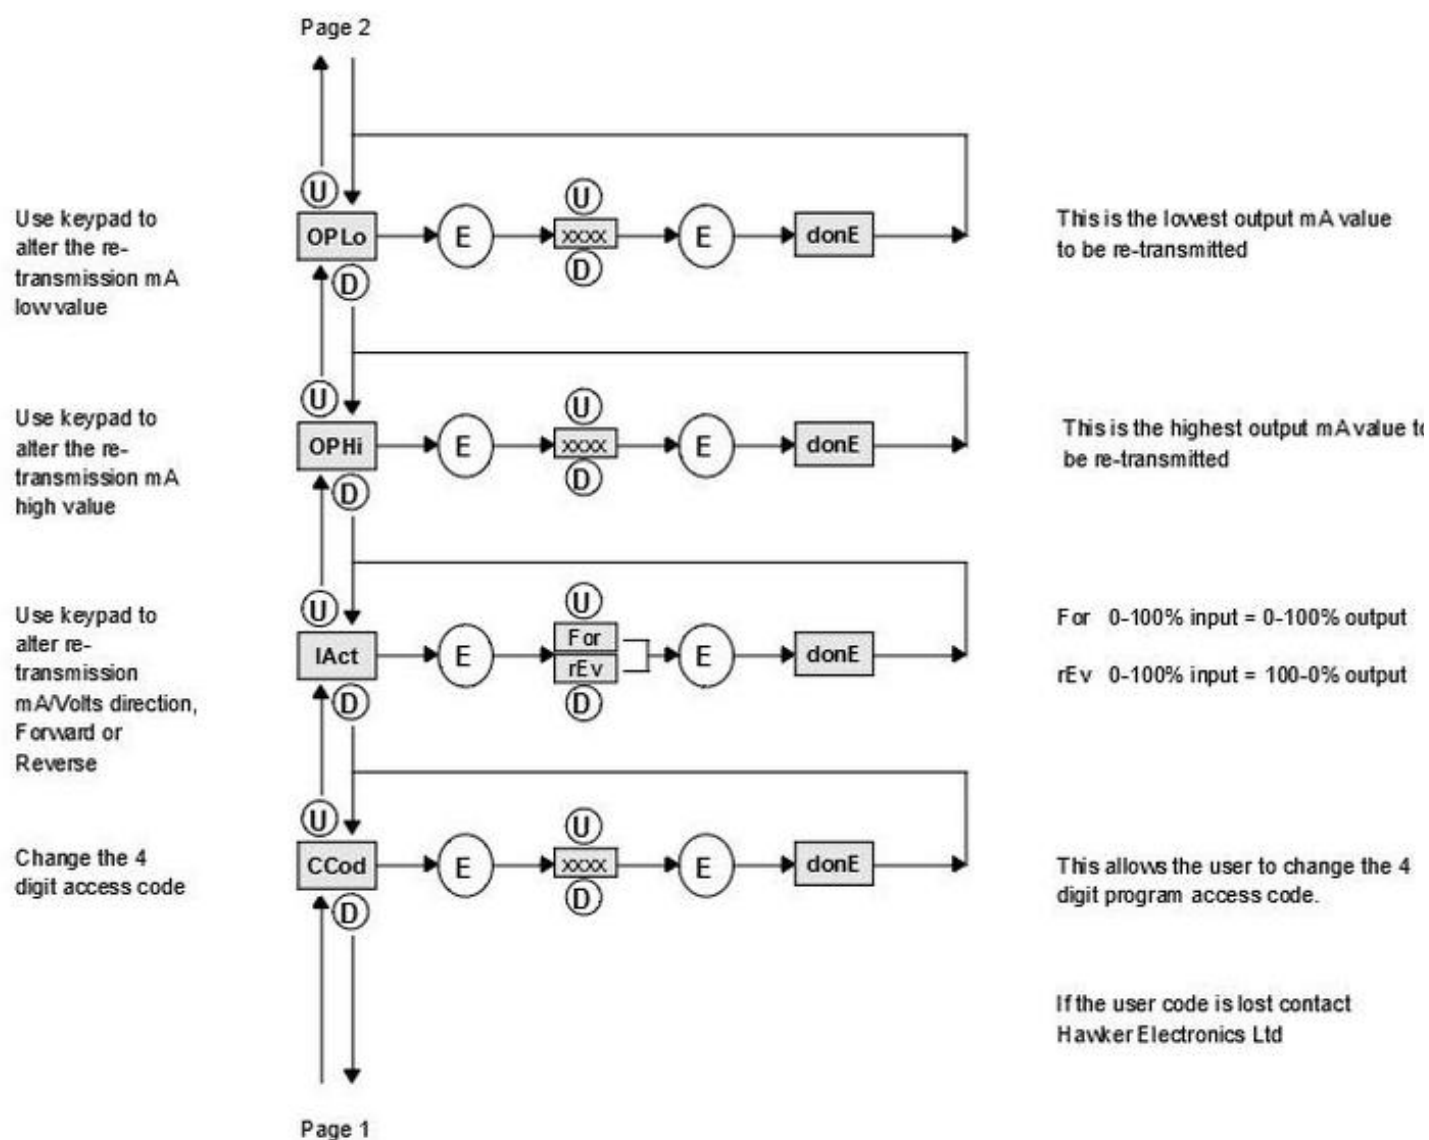 Page 2
U
Use keypad to
alter the re-
transmission mA
low value
OPLo
E
U
xxxx
D
E
donE
This is the lowest output mA value
to be re-transmitted
D
U
Use keypad to
alter the re-
transmission mA
high value
OPHi
E
U
xxxx
D
E
donE
This is the highest output mA value to
be re-transmitted
D
U
Use keypad to
alter re-
transmission
mA/Volts direction,
Forward or
Reverse
IAct
E
U
For
rEv
D
E
donE
For 0-100% input = 0-100% output
rEv 0-100% input = 100-0% output
D
U
Change the 4
digit access code
CCod
E
U
xxxx
D
E
donE
This allows the user to change the 4
digit program access code.
D
If the user code is lost contact
Hawker Electronics Ltd
Page 1